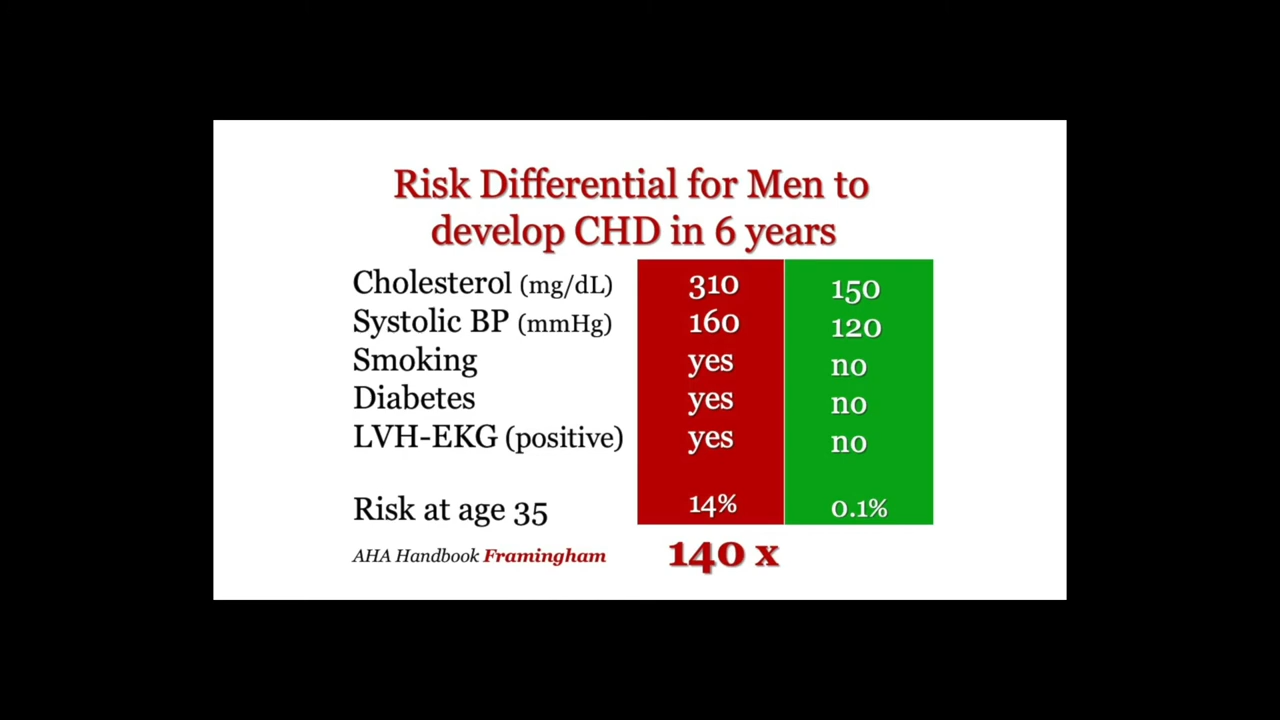 Risk Differential for Men to
develop CHD in 6 years
Cholesterol (mg/dL) 310 150
Systolic BP (mmHg) 160 120
Smoking yes no
Diabetes yes no
LVH-EKG (positive) yes no
Risk at age 35 14% 0.1%
AHA Handbook Framingham 140 x